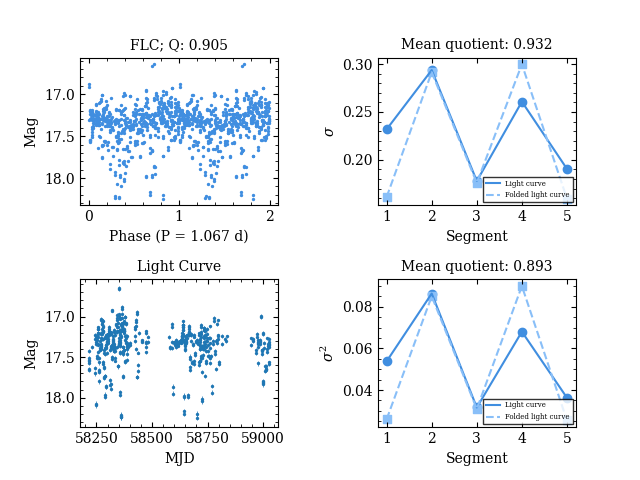 FLC; Q: 0.905
Mag
17.0
17.5
18.0
0
1
2
Phase (P = 1.067 d)
Mean quotient: 0.932
σ
0.30
0.25
0.20
Light curve
Folded light curve
1
2
3
4
5
Segment
Light Curve
Mag
17.0
17.5
18.0
58250
58500
58750
59000
MJD
Mean quotient: 0.893
σ²
0.08
0.06
0.04
Light curve
Folded light curve
1
2
3
4
5
Segment